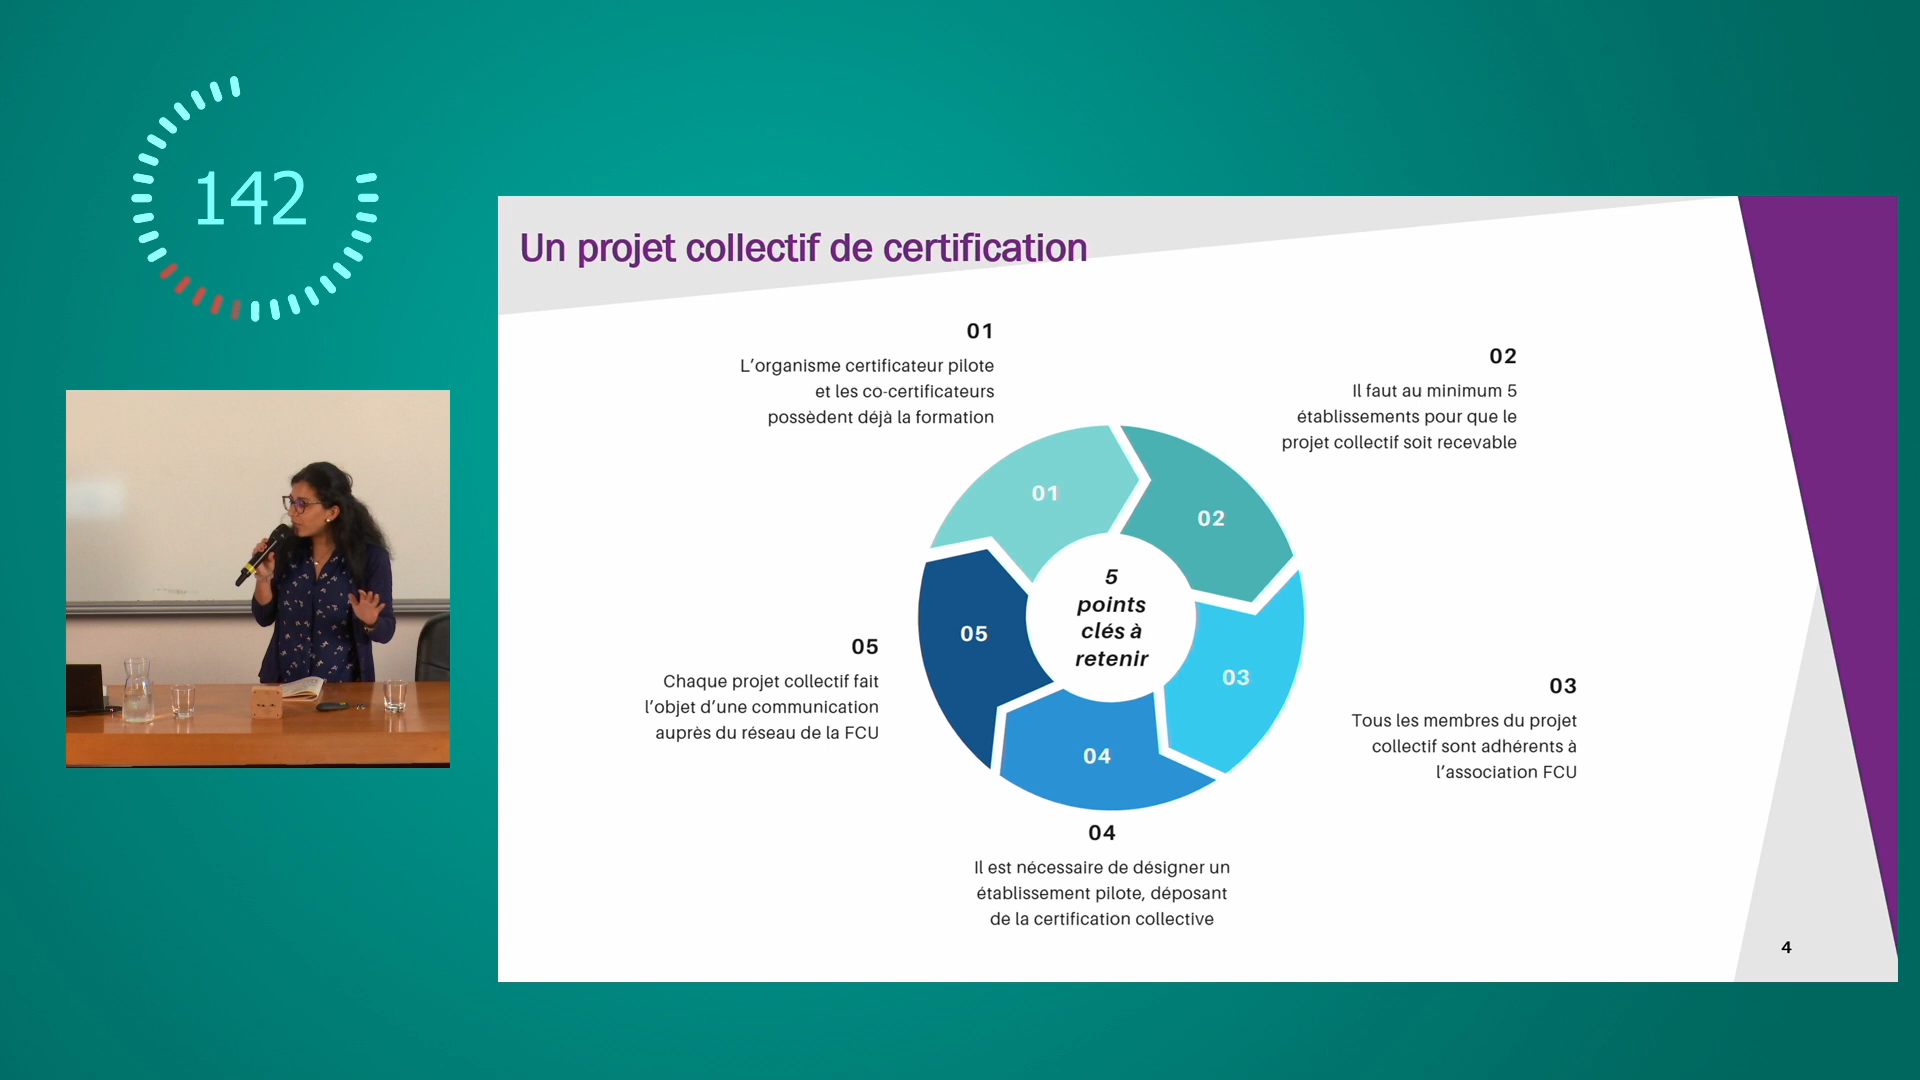 142
Un projet collectif de certification
01
L’organisme certificateur pilote
et les co-certificateurs
possèdent déjà la formation
02
Il faut au minimum 5
établissements pour que le
projet collectif soit recevable
01
02
03
04
05
5
points
clés à
retenir
03
Tous les membres du projet
collectif sont adhérents à
l’association FCU
04
Il est nécessaire de désigner un
établissement pilote, déposant
de la certification collective
05
Chaque projet collectif fait
l’objet d’une communication
auprès du réseau de la FCU
4